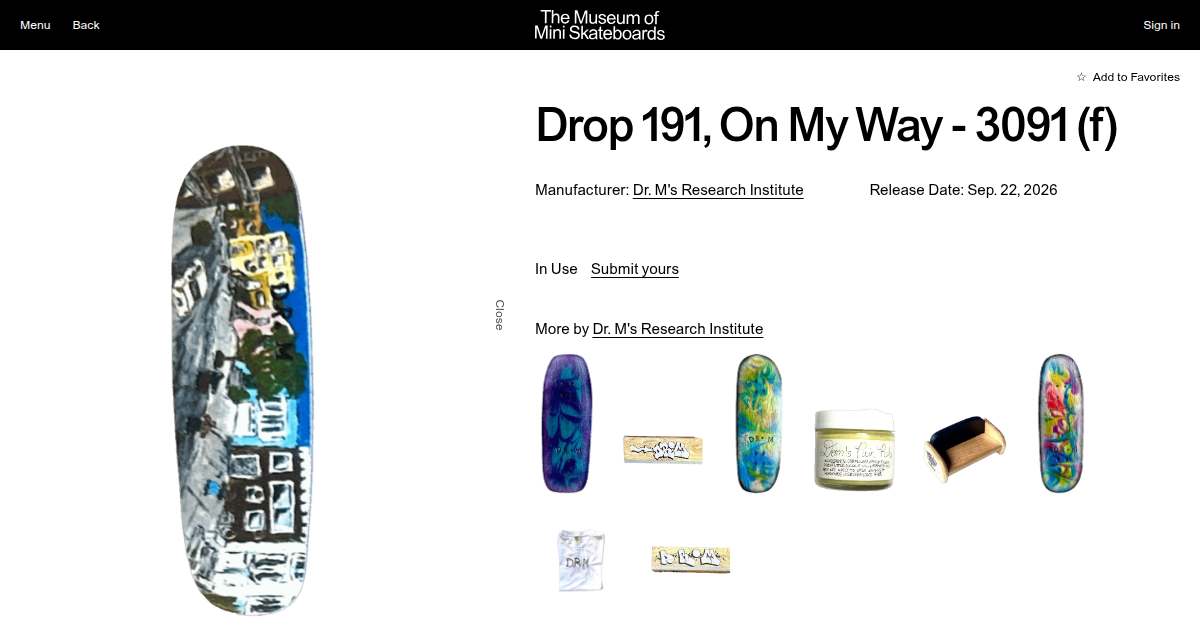 Menu
Back
The Museum of
Mini Skateboards
Sign in
☆ Add to Favorites
Drop 191, On My Way - 3091 (f)
Manufacturer: Dr. M's Research Institute
Release Date: Sep. 22, 2026
In Use
Submit yours
Close
More by Dr. M's Research Institute
DRM